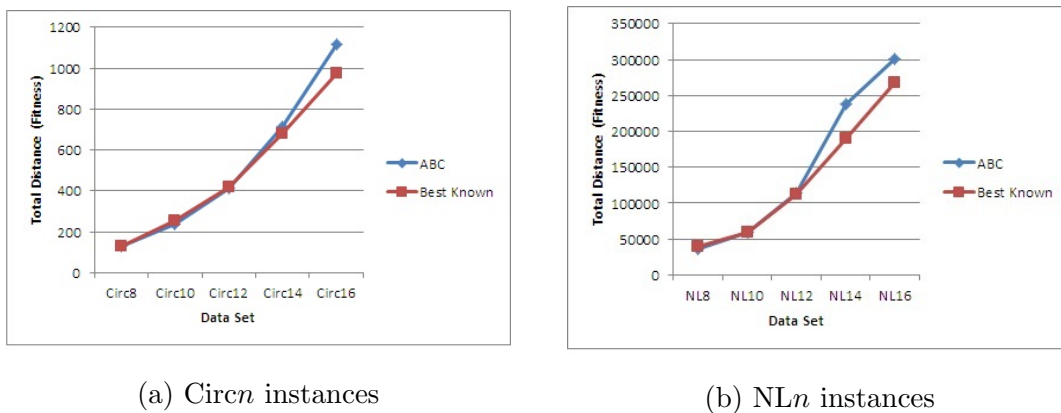 1200
1000
800
600
400
200
0
Total Distance (Fitness)
Circ8 Circ10 Circ12 Circ14 Circ16
Data Set
ABC
Best Known
(a) Circn instances
350000
300000
250000
200000
150000
100000
50000
0
Total Distance (Fitness)
NL8 NL10 NL12 NL14 NL16
Data Set
ABC
Best Known
(b) NLn instances